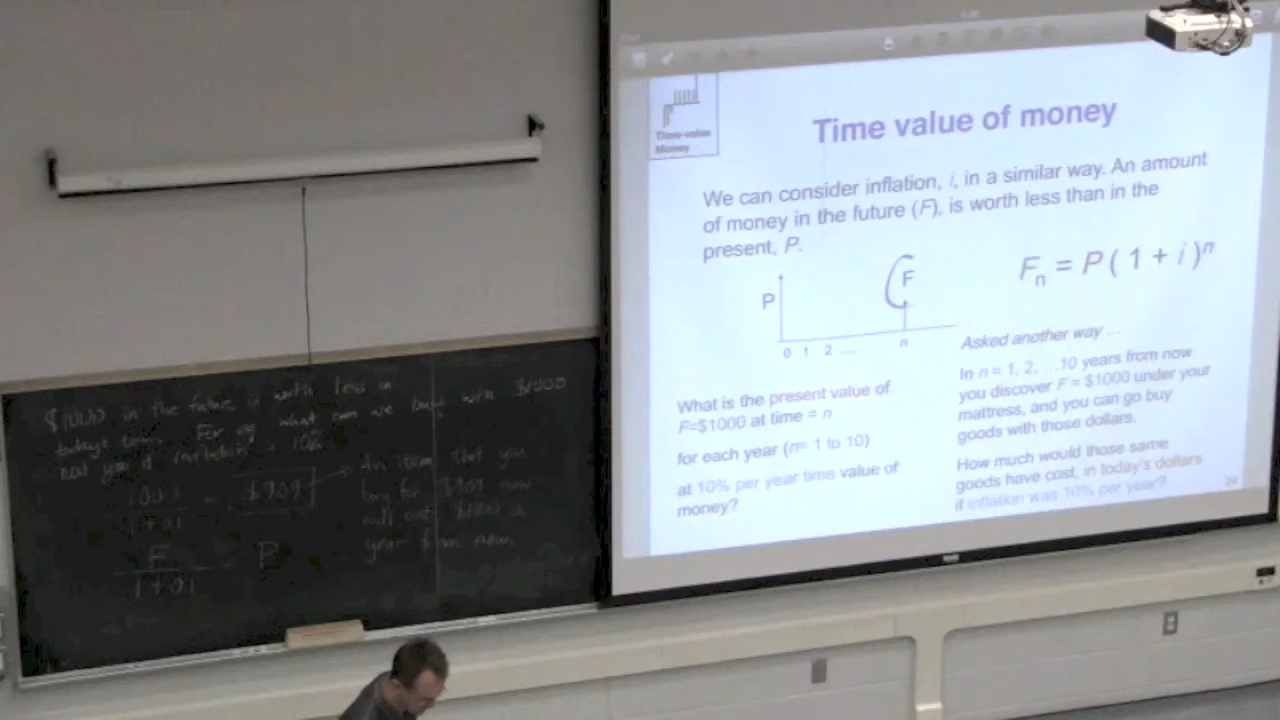 $1000 in the future is worth less in
today's terms. For eg what can we buy with $1000
next year if inflation = 10%
1000 = $909
1+0.1
An item that you
buy for $909 now
will cost $1000 a
year from now.
F = P
1+0.1
Time-value
Money
Time value of money
We can consider inflation, i, in a similar way. An amount
of money in the future (F), is worth less than in the
present, P.
Fn = P ( 1 + i )n
P
F
0 1 2 ....
n
What is the present value of
F=$1000 at time = n
for each year (n= 1 to 10)
at 10% per year time value of
money?
Asked another way ...
In n = 1, 2, ...10 years from now
you discover F = $1000 under your
mattress, and you can go buy
goods with those dollars.
How much would those same
goods have cost, in today's dollars
if inflation was 10% per year?